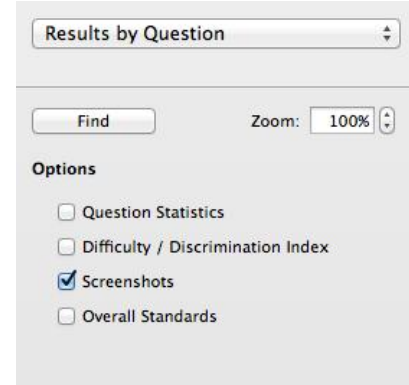 Results by Question
Find Zoom: 100%
Options
Question Statistics
Difficulty / Discrimination Index
Screenshots
Overall Standards